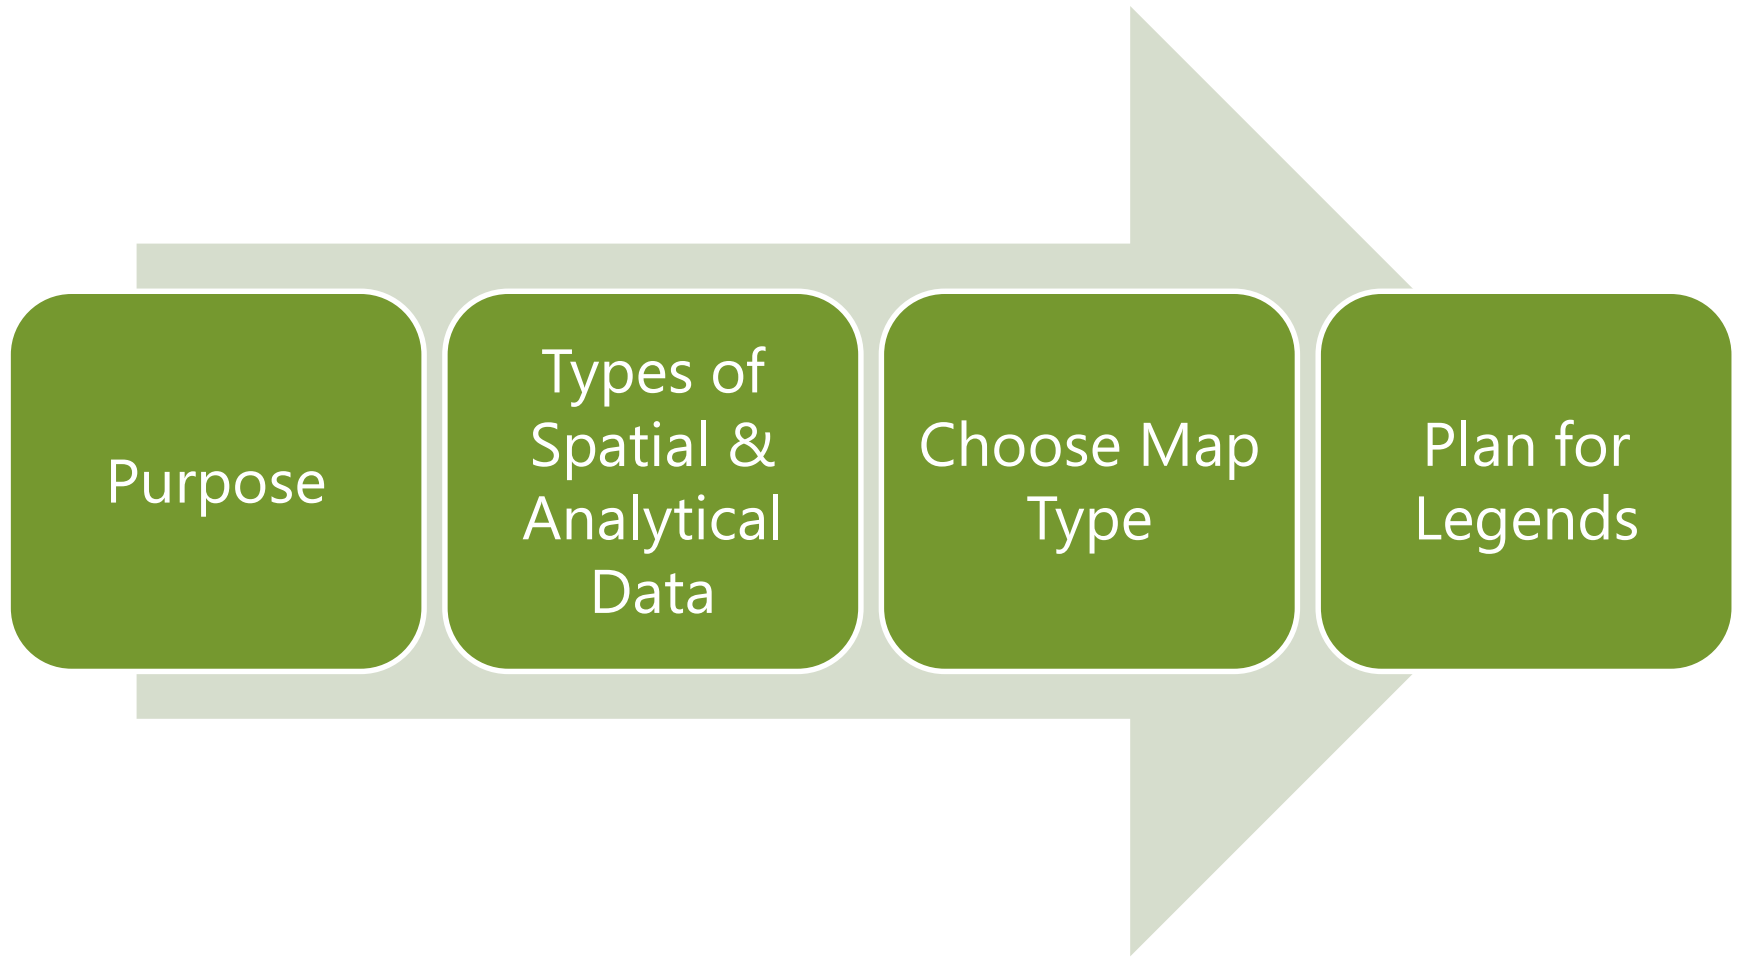 Purpose
Types of
Spatial &
Analytical
Data
Choose Map
Type
Plan for
Legends